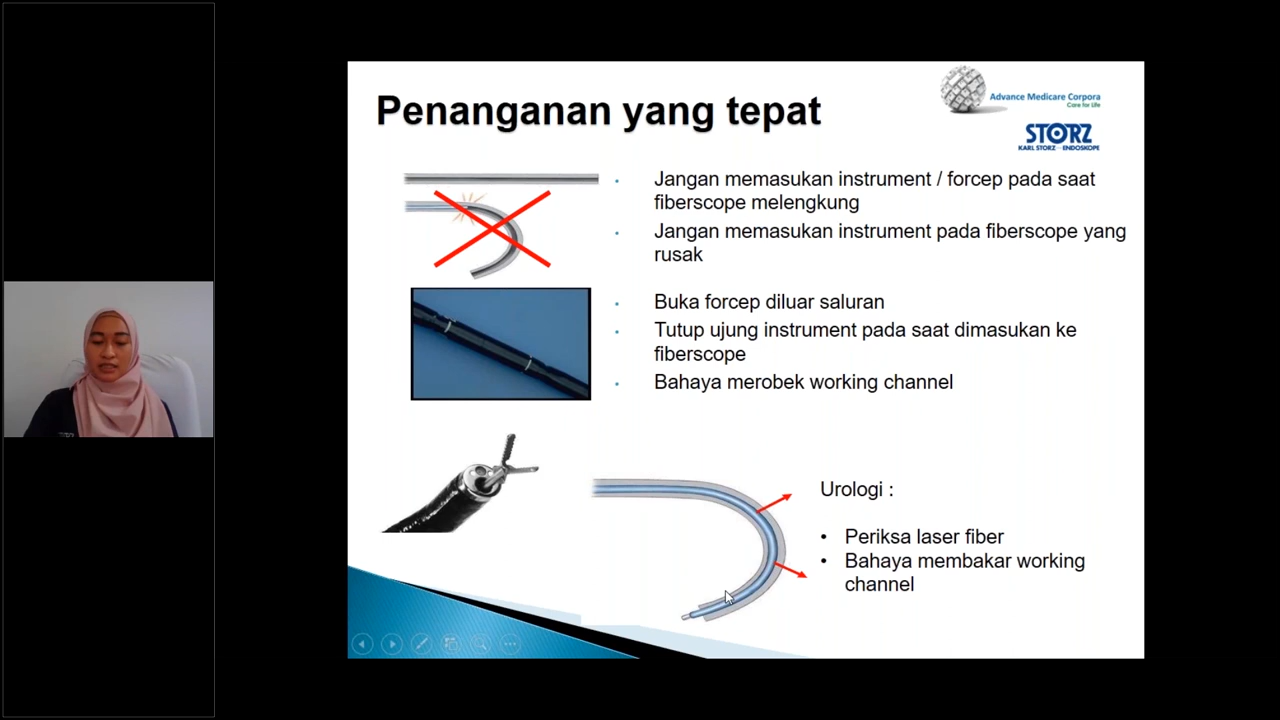 Penanganan yang tepat
Advance Medicare Corpora
Care for Life
STORZ
KARL STORZ - ENDOSKOPE
Jangan memasukan instrument / forcep pada saat
fiberscope melengkung
Jangan memasukan instrument pada fiberscope yang
rusak
Buka forcep diluar saluran
Tutup ujung instrument pada saat dimasukan ke
fiberscope
Bahaya merobek working channel
Urologi :
• Periksa laser fiber
• Bahaya membakar working
channel